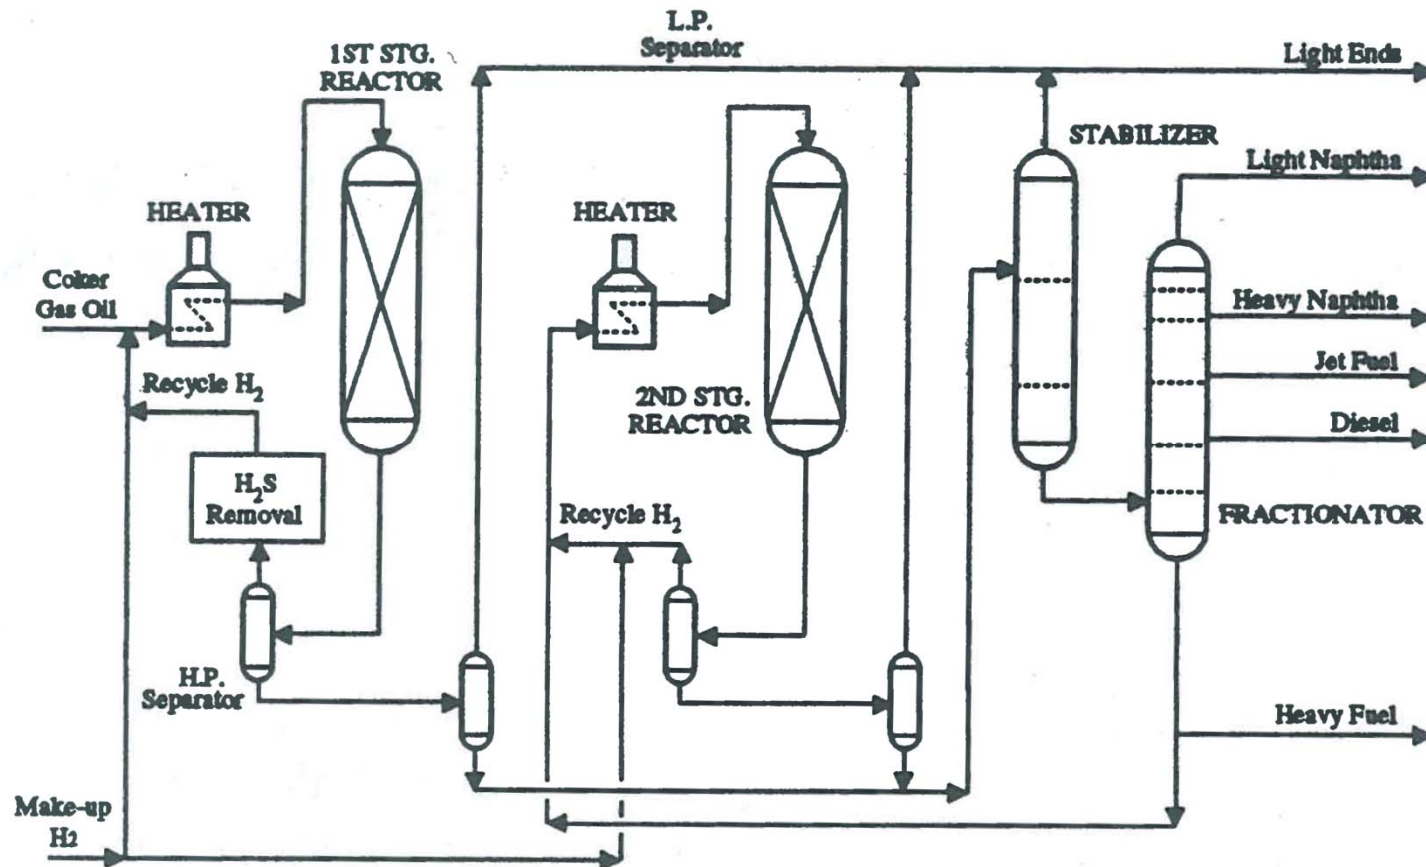 L.P.
Separator
1ST STG.
REACTOR
Light Ends
STABILIZER
Light Naphtha
HEATER
HEATER
Coker
Gas Oil
Heavy Naphtha
Recycle H2
Jet Fuel
2ND STG.
REACTOR
Diesel
H2S
Removal
Recycle H2
FRACTIONATOR
H.P.
Separator
Heavy Fuel
Make-up
H2